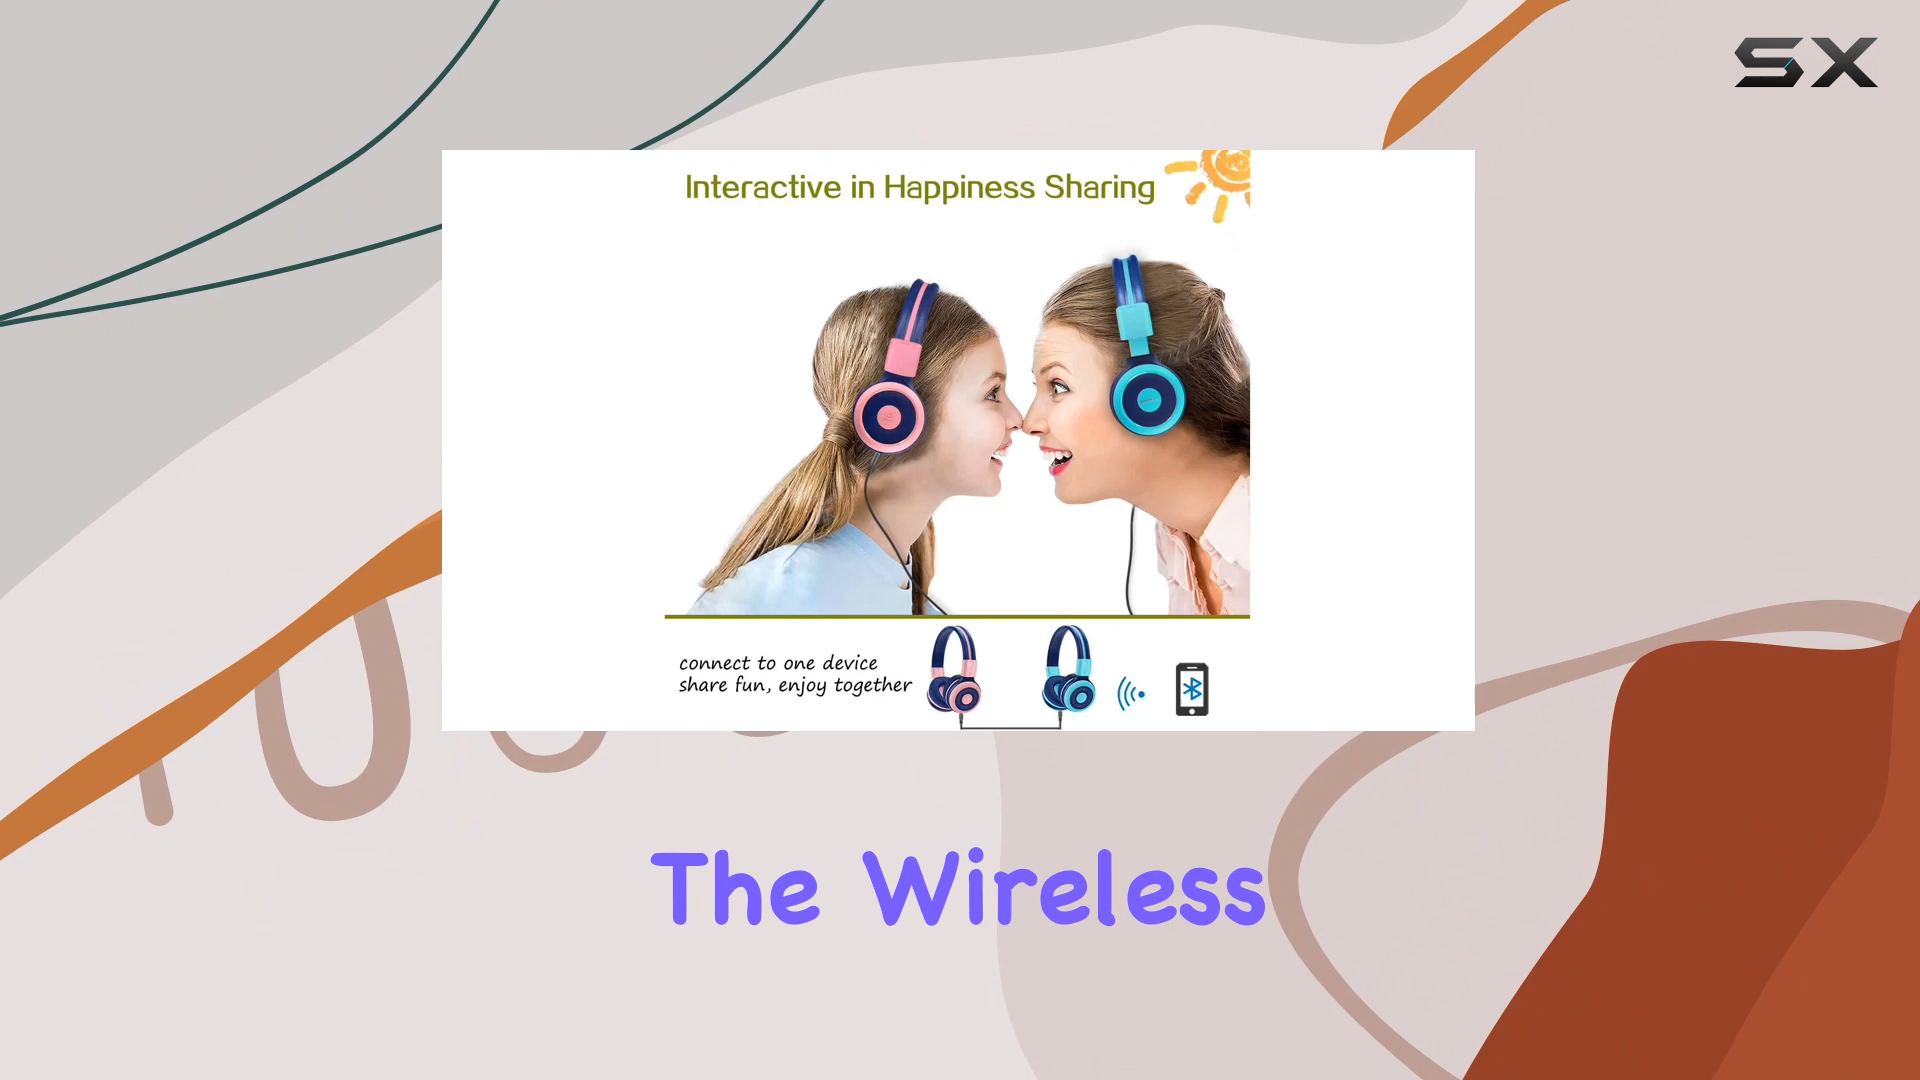 SX
Interactive in Happiness Sharing
connect to one device
share fun, enjoy together
The Wireless